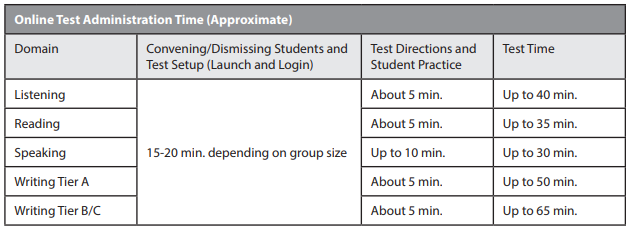 Online Test Administration Time (Approximate)
Domain Convening/Dismissing Students and Test Directions and Test Time
Test Setup (Launch and Login) Student Practice
Listening About 5 min. Up to 40 min.
Reading About 5 min. Up to 35 min.
Speaking 15-20 min. depending on group size Up to 10 min. Up to 30 min.
Writing Tier A About 5 min. Up to 50 min.
Writing Tier B/C About 5 min. Up to 65 min.